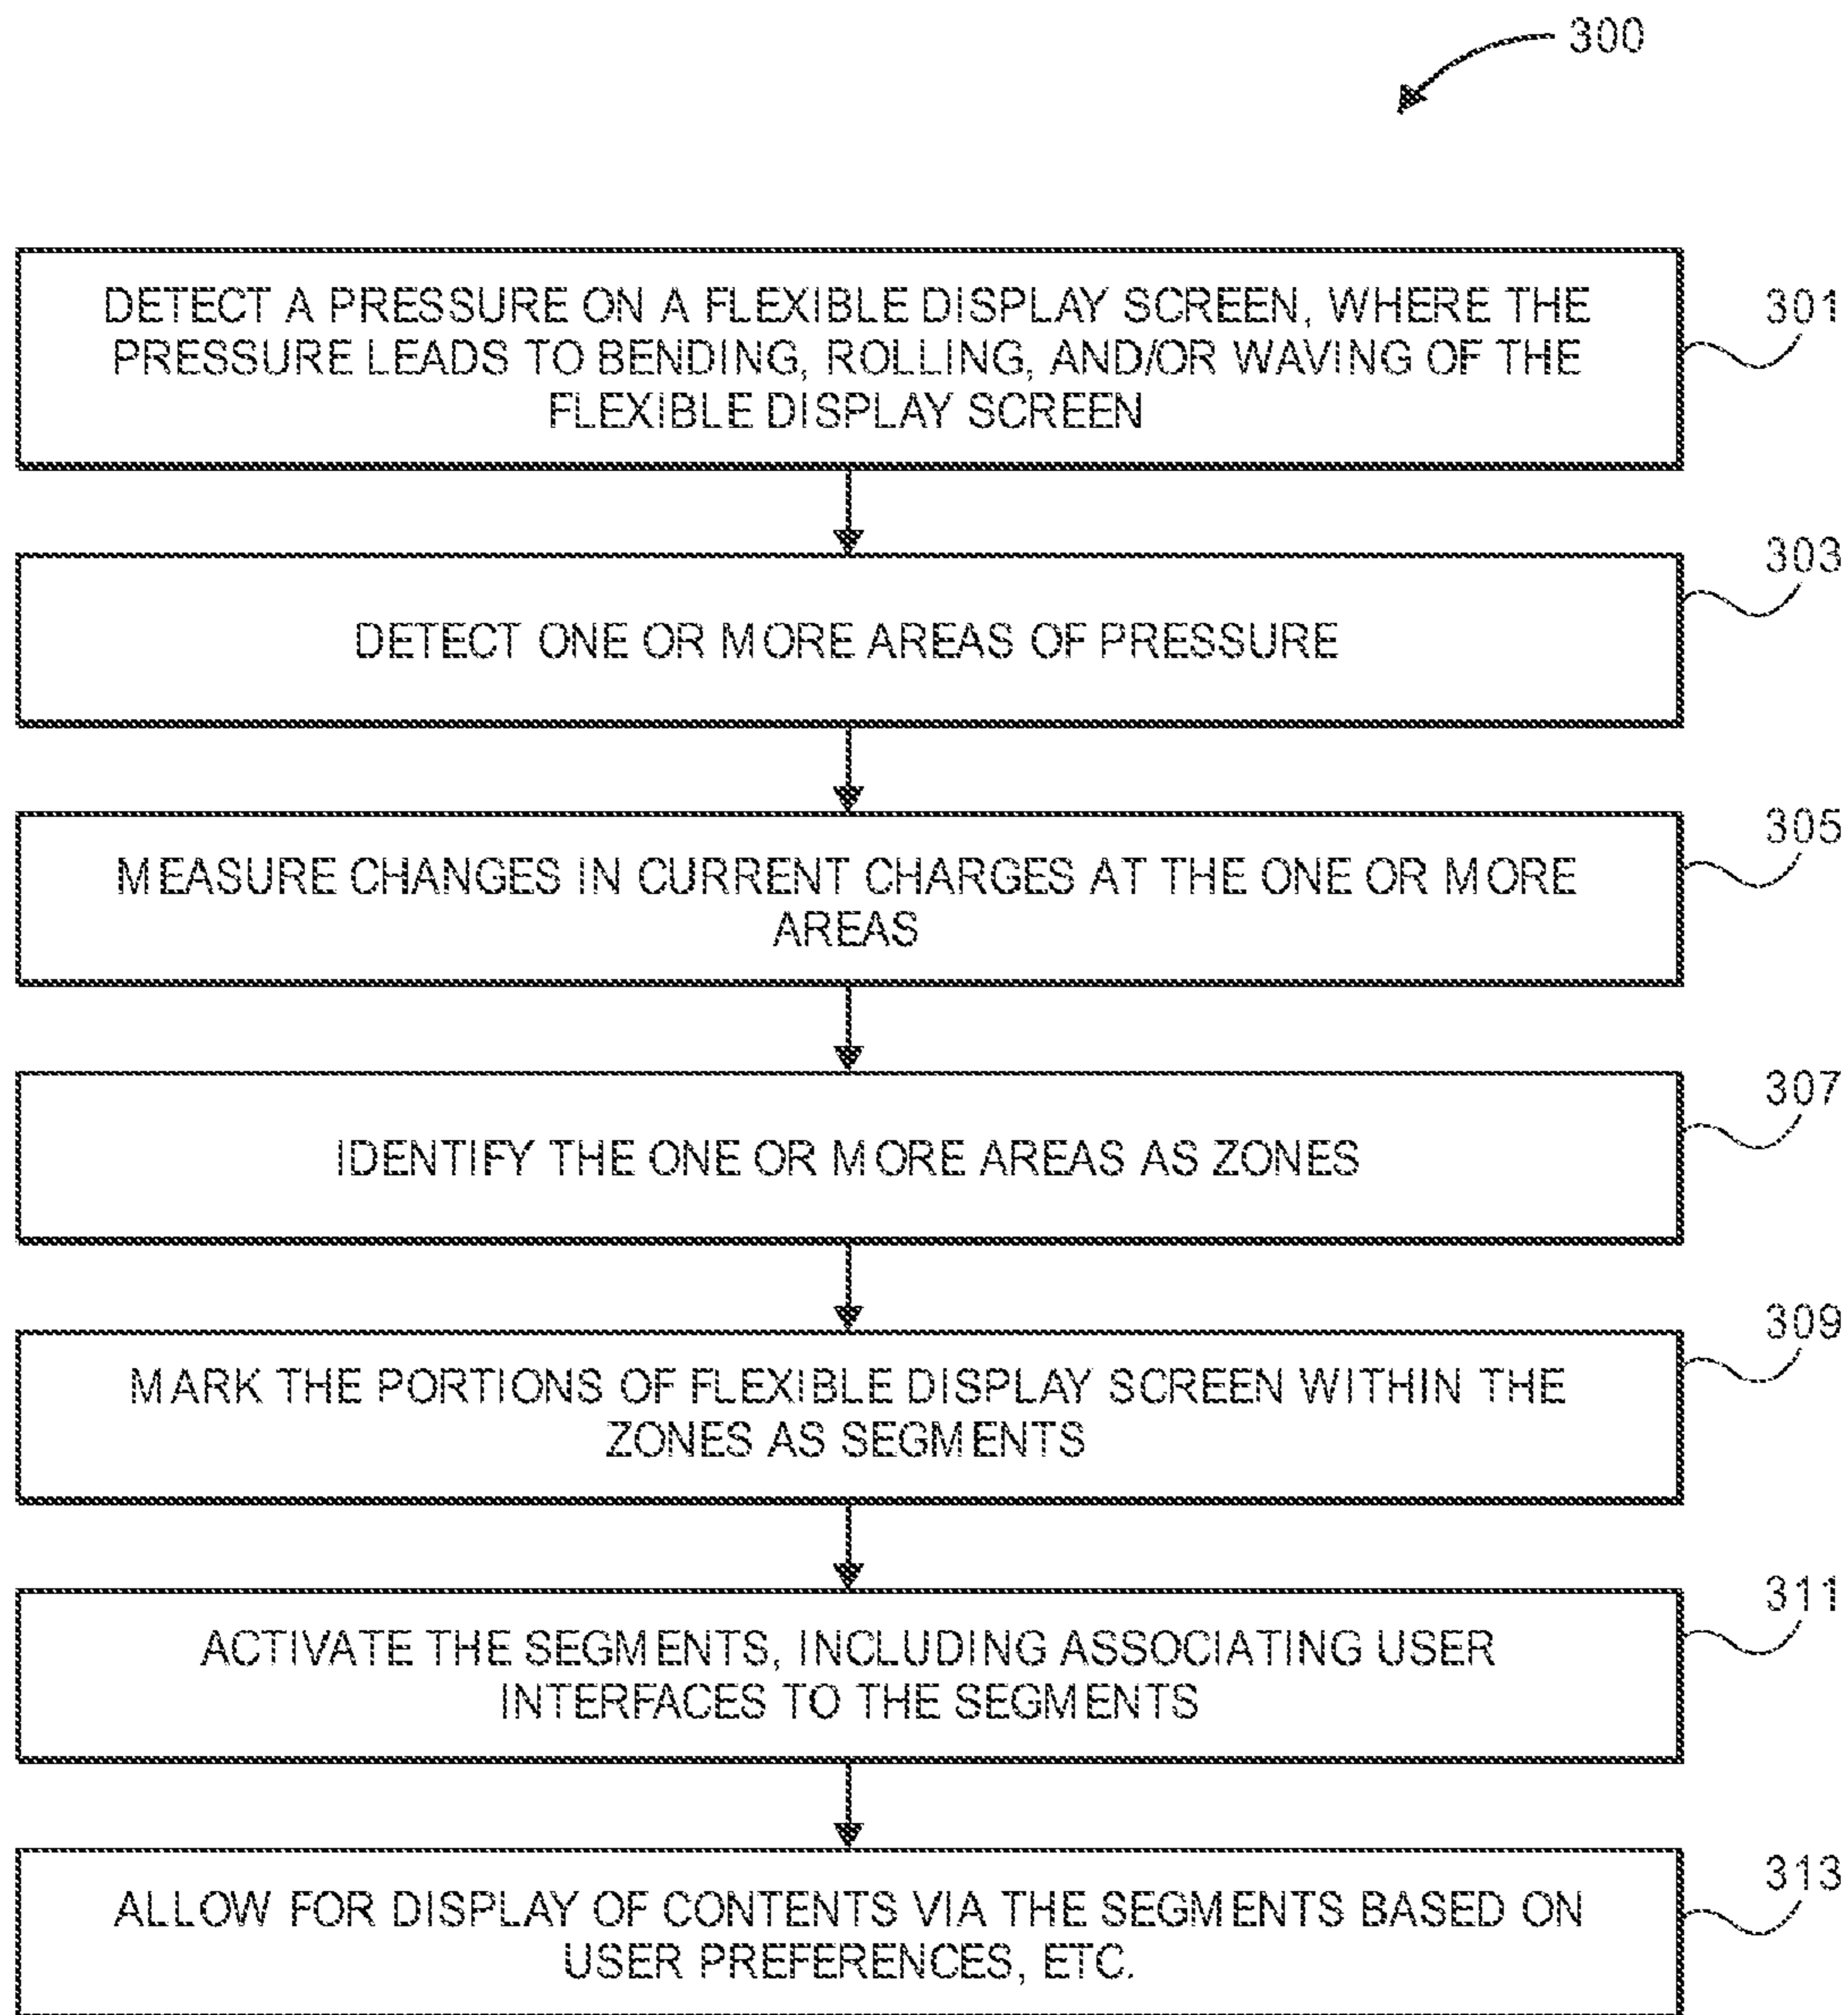 300
DETECT A PRESSURE ON A FLEXIBLE DISPLAY SCREEN, WHERE THE
PRESSURE LEADS TO BENDING, ROLLING, AND/OR WAVING OF THE
FLEXIBLE DISPLAY SCREEN
301
DETECT ONE OR MORE AREAS OF PRESSURE
303
MEASURE CHANGES IN CURRENT CHARGES AT THE ONE OR MORE
AREAS
305
IDENTIFY THE ONE OR MORE AREAS AS ZONES
307
MARK THE PORTIONS OF FLEXIBLE DISPLAY SCREEN WITHIN THE
ZONES AS SEGMENTS
309
ACTIVATE THE SEGMENTS, INCLUDING ASSOCIATING USER
INTERFACES TO THE SEGMENTS
311
ALLOW FOR DISPLAY OF CONTENTS VIA THE SEGMENTS BASED ON
USER PREFERENCES, ETC.
313